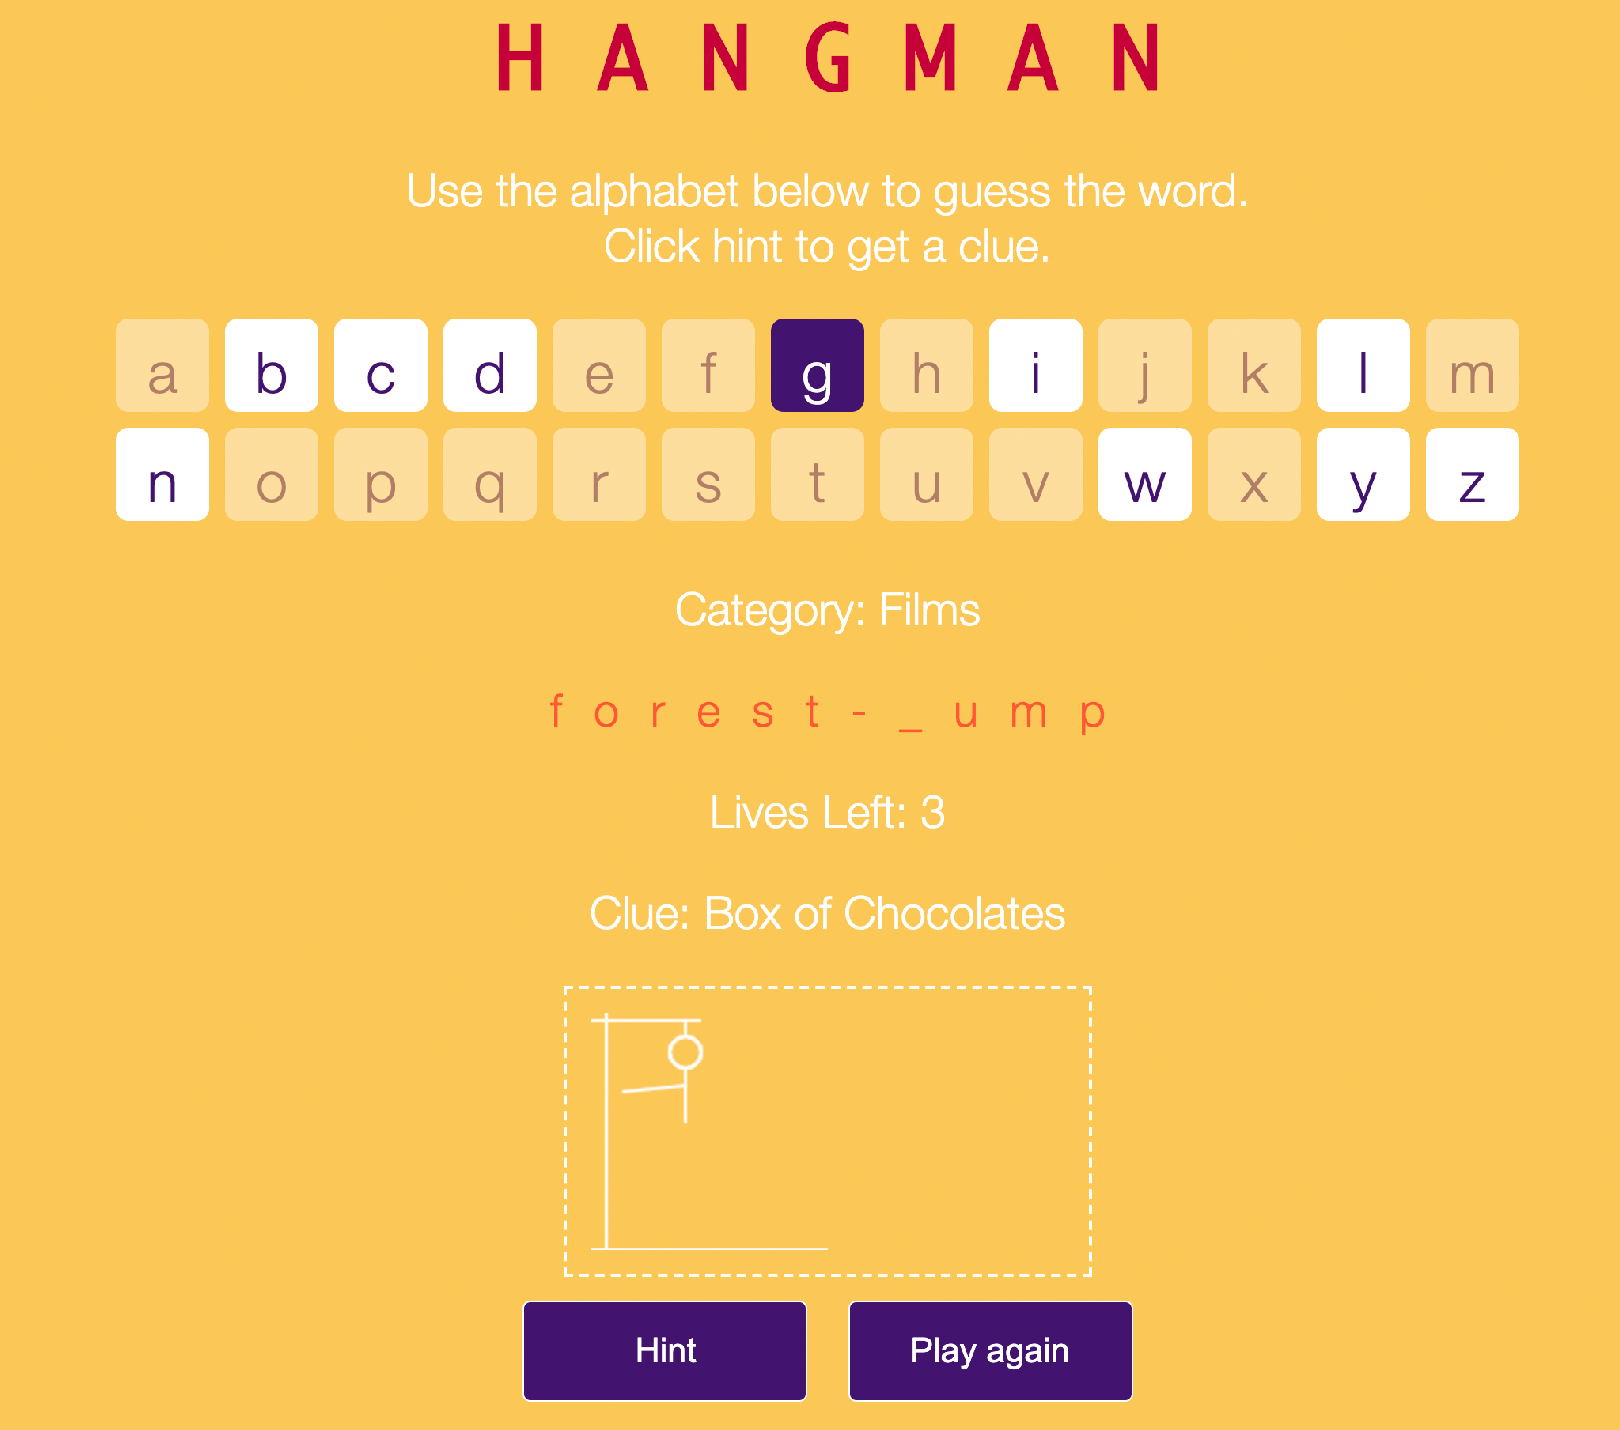 H A N G M A N
Use the alphabet below to guess the word.
Click hint to get a clue.
a b c d e f g h i j k l m
n o p q r s t u v w x y z
Category: Films
f o r e s t - _ u m p
Lives Left: 3
Clue: Box of Chocolates
Hint Play again